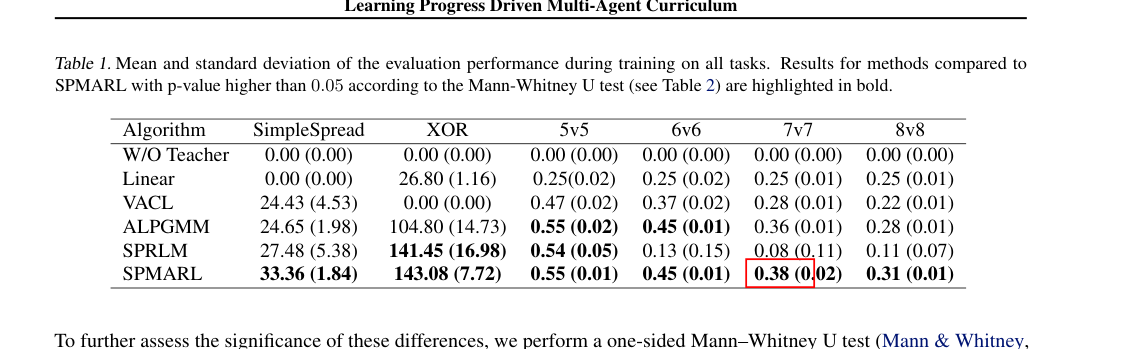 Learning Progress Driven Multi-Agent Curriculum
Table 1. Mean and standard deviation of the evaluation performance during training on all tasks. Results for methods compared to
SPMARL with p-value higher than 0.05 according to the Mann-Whitney U test (see Table 2) are highlighted in bold.
Algorithm SimpleSpread XOR 5v5 6v6 7v7 8v8
W/O Teacher 0.00 (0.00) 0.00 (0.00) 0.00 (0.00) 0.00 (0.00) 0.00 (0.00) 0.00 (0.00)
Linear 0.00 (0.00) 26.80 (1.16) 0.25(0.02) 0.25 (0.02) 0.25 (0.01) 0.25 (0.01)
VACL 24.43 (4.53) 0.00 (0.00) 0.47 (0.02) 0.37 (0.02) 0.28 (0.01) 0.22 (0.01)
ALPGMM 24.65 (1.98) 104.80 (14.73) 0.55 (0.02) 0.45 (0.01) 0.36 (0.01) 0.28 (0.01)
SPRLM 27.48 (5.38) 141.45 (16.98) 0.54 (0.05) 0.13 (0.15) 0.08 (0.11) 0.11 (0.07)
SPMARL 33.36 (1.84) 143.08 (7.72) 0.55 (0.01) 0.45 (0.01) 0.38 (0.02) 0.31 (0.01)
To further assess the significance of these differences, we perform a one-sided Mann–Whitney U test (Mann & Whitney,